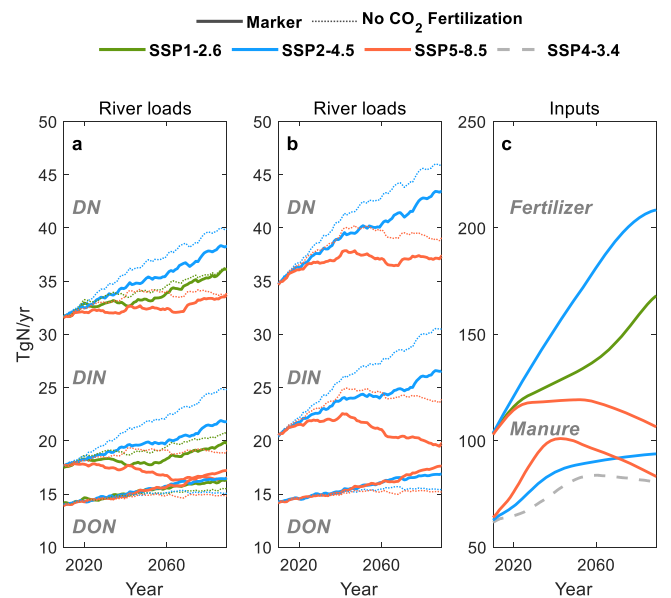 Marker No CO2 Fertilization
SSP1-2.6 SSP2-4.5 SSP5-8.5 SSP4-3.4
River loads River loads Inputs
50 50 250
a b c
45 45
DN DN Fertilizer
40 40 200
35 35
TgN/yr
30 30 150
DIN DIN
25 25
Manure
20 20 100
15 15
DON DON
10 10 50
2020 2060 2020 2060 2020 2060
Year Year Year